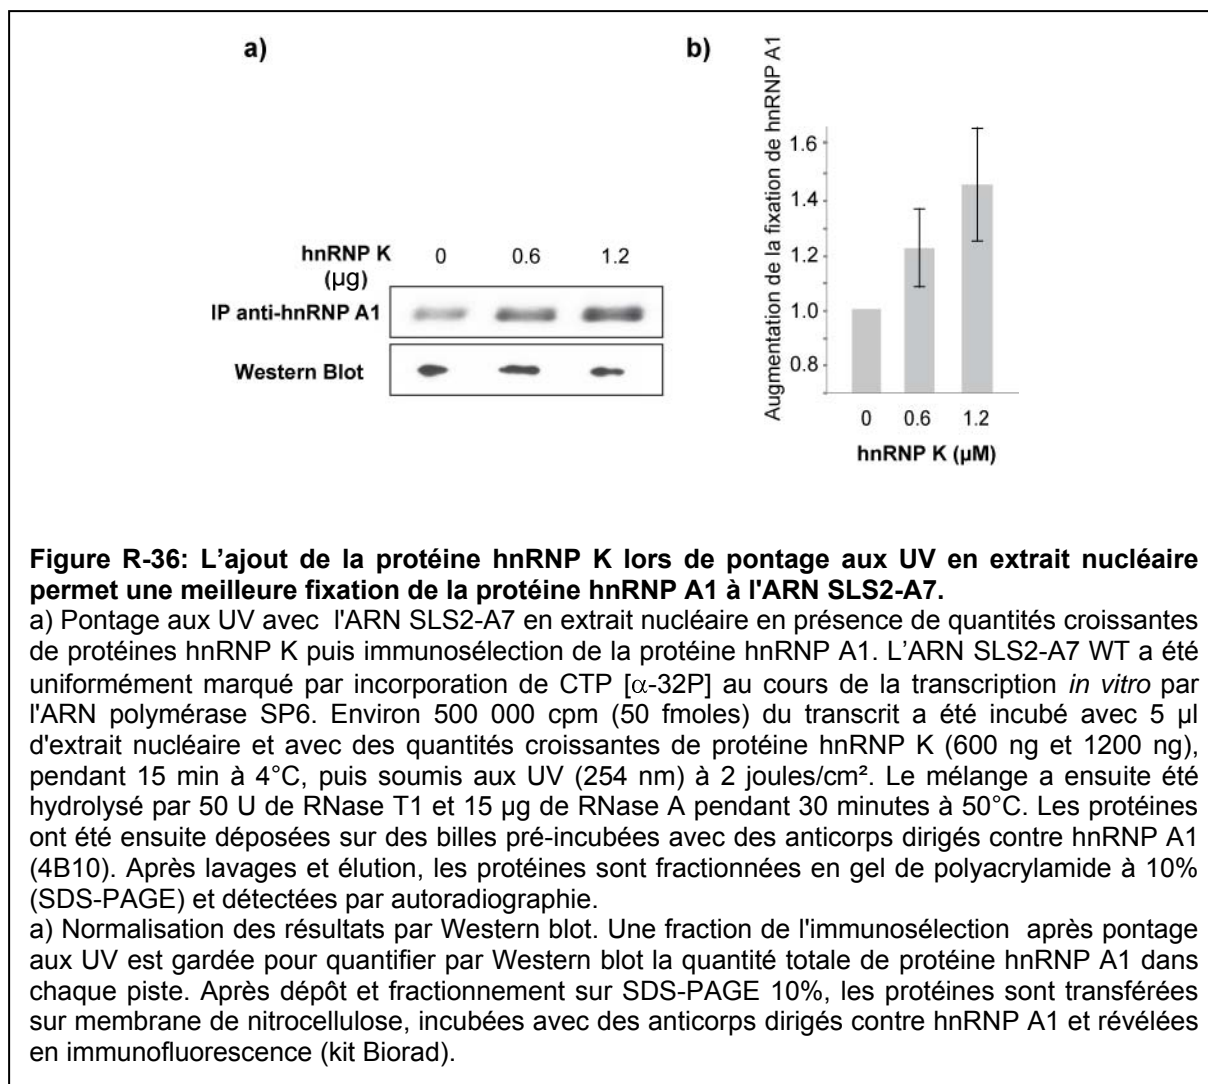 a)
hnRNP K 0 0.6 1.2
(µg)
IP anti-hnRNP A1
Western Blot
b)
Augmentation de la fixation de hnRNP A1
1.6
1.4
1.2
1.0
0.8
0 0.6 1.2
hnRNP K (µM)
Figure R-36: L'ajout de la protéine hnRNP K lors de pontage aux UV en extrait nucléaire
permet une meilleure fixation de la protéine hnRNP A1 à l'ARN SLS2-A7.
a) Pontage aux UV avec l'ARN SLS2-A7 en extrait nucléaire en présence de quantités croissantes
de protéines hnRNP K puis immunosélection de la protéine hnRNP A1. L'ARN SLS2-A7 WT a été
uniformément marqué par incorporation de CTP [α-32P] au cours de la transcription in vitro par
l'ARN polymérase SP6. Environ 500 000 cpm (50 fmoles) du transcrit a été incubé avec 5 µl
d'extrait nucléaire et avec des quantités croissantes de protéine hnRNP K (600 ng et 1200 ng),
pendant 15 min à 4°C, puis soumis aux UV (254 nm) à 2 joules/cm². Le mélange a ensuite été
hydrolysé par 50 U de RNase T1 et 15 µg de RNase A pendant 30 minutes à 50°C. Les protéines
ont été ensuite déposées sur des billes pré-incubées avec des anticorps dirigés contre hnRNP A1
(4B10). Après lavages et élution, les protéines sont fractionnées en gel de polyacrylamide à 10%
(SDS-PAGE) et détectées par autoradiographie.
a) Normalisation des résultats par Western blot. Une fraction de l'immunosélection après pontage
aux UV est gardée pour quantifier par Western blot la quantité totale de protéine hnRNP A1 dans
chaque piste. Après dépôt et fractionnement sur SDS-PAGE 10%, les protéines sont transférées
sur membrane de nitrocellulose, incubées avec des anticorps dirigés contre hnRNP A1 et révélées
en immunofluorescence (kit Biorad).